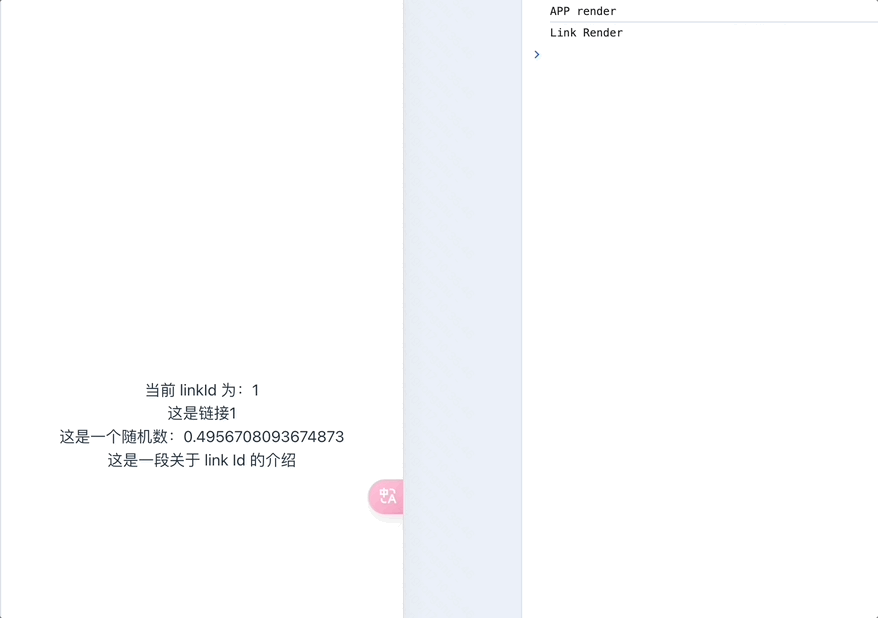 当前 linkId 为：1
这是链接1
这是一个随机数：0.4956708093674873
这是一段关于 link Id 的介绍
中
A
APP render
Link Render